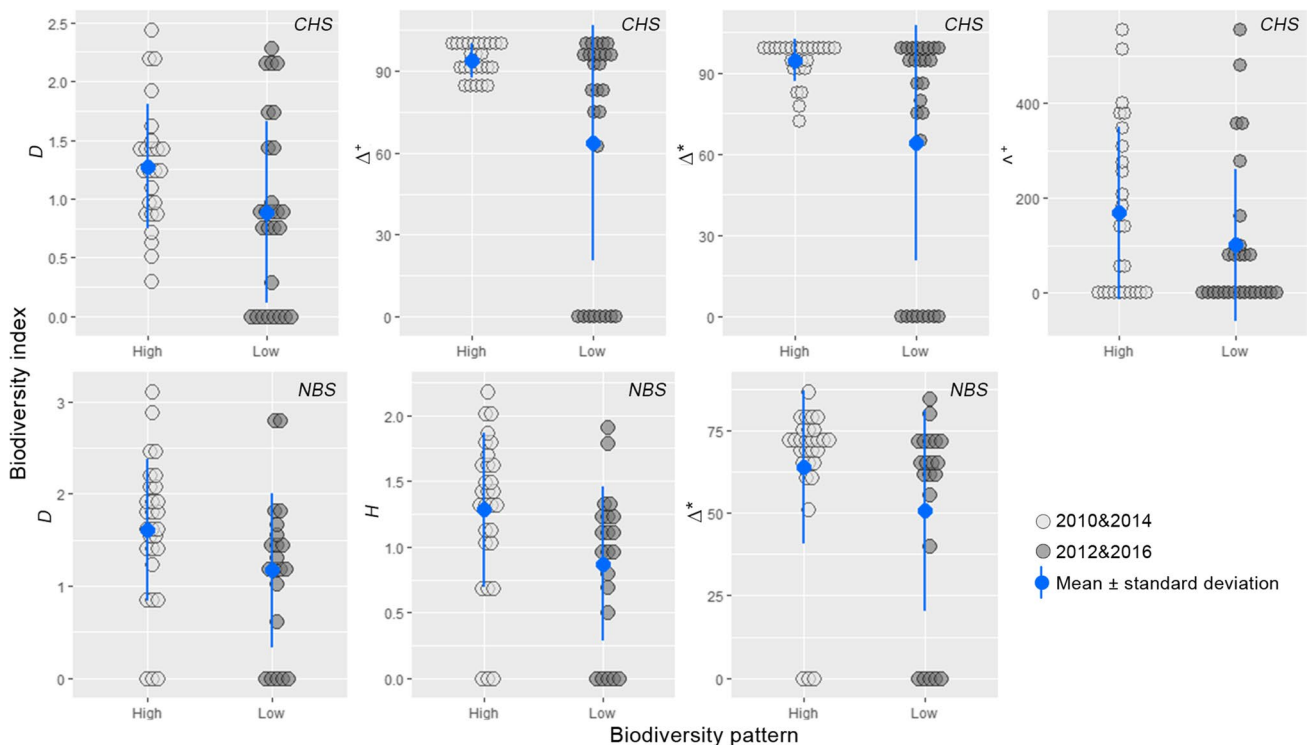 CHS
CHS
CHS
CHS
2.5
2.0
1.5
1.0
0.5
0.0
D
High
Low
90
60
30
0
Δ+
High
Low
90
60
30
0
Δ*
High
Low
400
200
0
Λ+
High
Low
Biodiversity index
NBS
NBS
NBS
3
2
1
0
D
High
Low
2.0
1.5
1.0
0.5
0.0
H
High
Low
75
50
25
0
Δ*
High
Low
2010&2014
2012&2016
Mean ± standard deviation
Biodiversity pattern